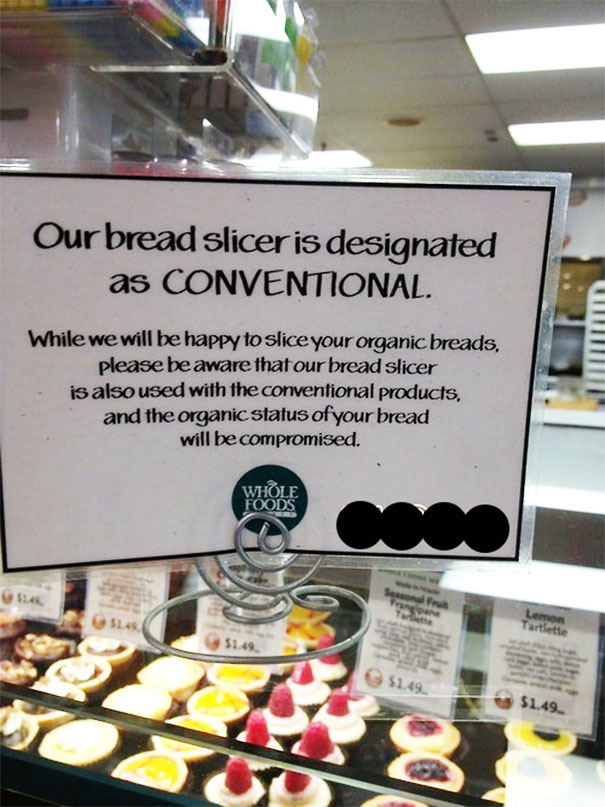 Our bread slicer is designated
as CONVENTIONAL.
While we will be happy to slice your organic breads,
please be aware that our bread slicer
is also used with the conventional products,
and the organic status of your bread
will be compromised.
WHOLE
FOODS
$1.49
$1.49
$1.49
Seasonal Fruit
Frangipane
Tartlette
$1.49
Lemon
Tartlette
$1.49